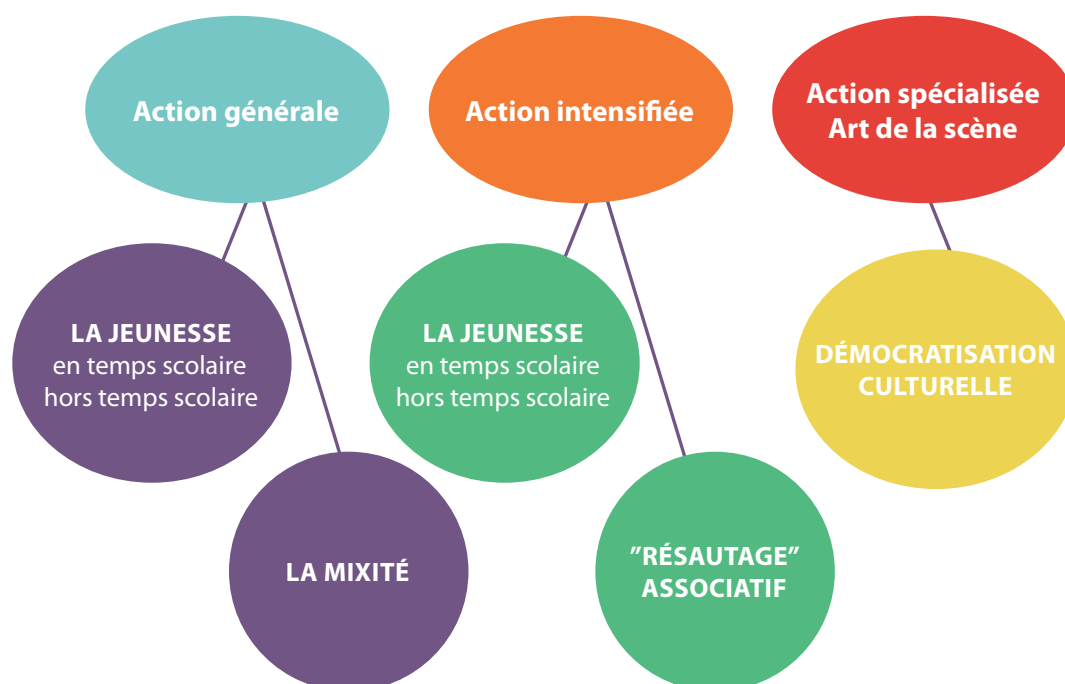 Action générale
Action intensifiée
Action spécialisée
Art de la scène
LA JEUNESSE
en temps scolaire
hors temps scolaire
LA JEUNESSE
en temps scolaire
hors temps scolaire
DÉMOCRATISATION
CULTURELLE
LA MIXITÉ
”RÉSAUTAGE”
ASSOCIATIF